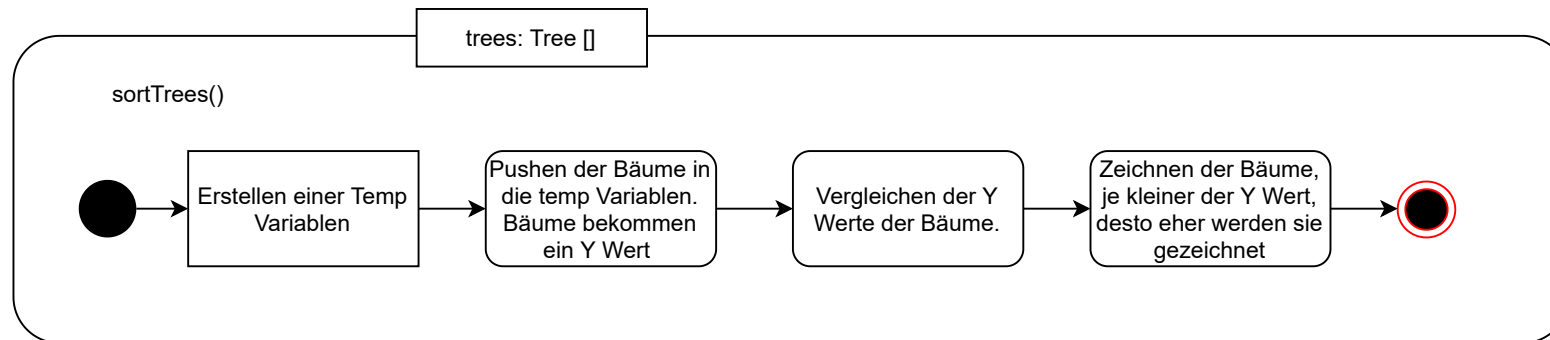 trees: Tree []
sortTrees()
Erstellen einer Temp
Variablen
Pushen der Bäume in
die temp Variablen.
Bäume bekommen
ein Y Wert
Vergleichen der Y
Werte der Bäume.
Zeichnen der Bäume,
je kleiner der Y Wert,
desto eher werden sie
gezeichnet